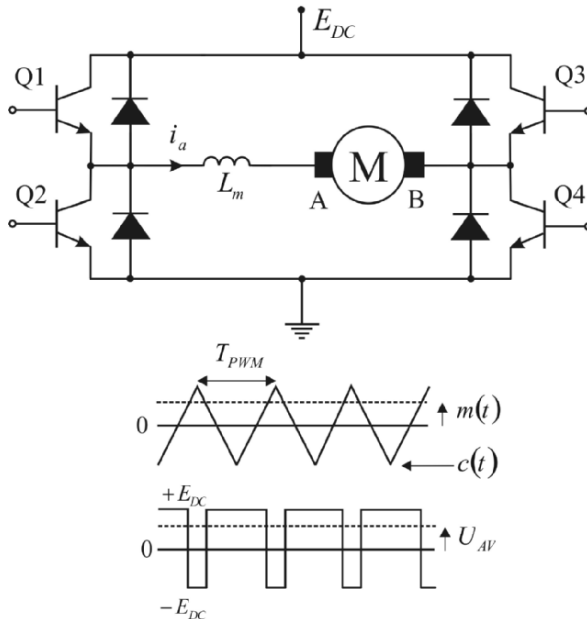 E_DC
Q1
Q3
i_a
L_m
M
A
B
Q2
Q4
T_PWM
0
m(t)
c(t)
+E_DC
0
U_AV
−E_DC